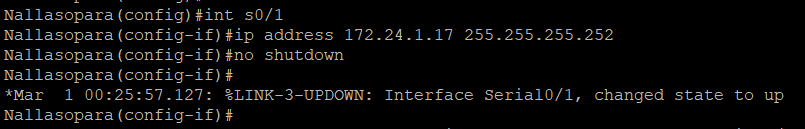 Nallasopara(config)#int s0/1
Nallasopara(config-if)#ip address 172.24.1.17 255.255.255.252
Nallasopara(config-if)#no shutdown
Nallasopara(config-if)#
*Mar  1 00:25:57.127: %LINK-3-UPDOWN: Interface Serial0/1, changed state to up
Nallasopara(config-if)#